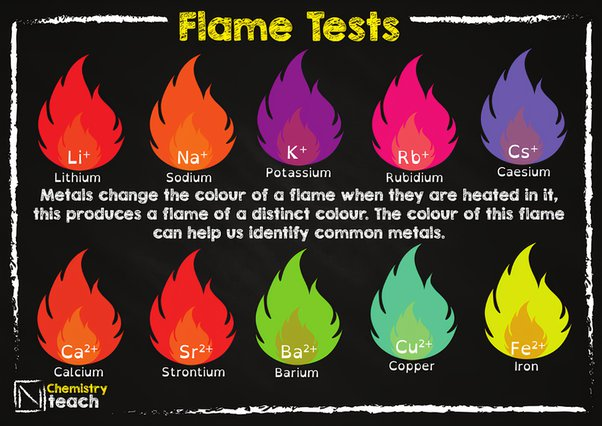 Flame Tests
Li⁺ Na⁺ K⁺ Rb⁺ Cs⁺
Lithium Sodium Potassium Rubidium Caesium
Metals change the colour of a flame when they are heated in it,
this produces a flame of a distinct colour. The colour of this flame
can help us identify common metals.
Ca²⁺ Sr²⁺ Ba²⁺ Cu²⁺ Fe²⁺
Calcium Strontium Barium Copper Iron
N Chemistry
teach